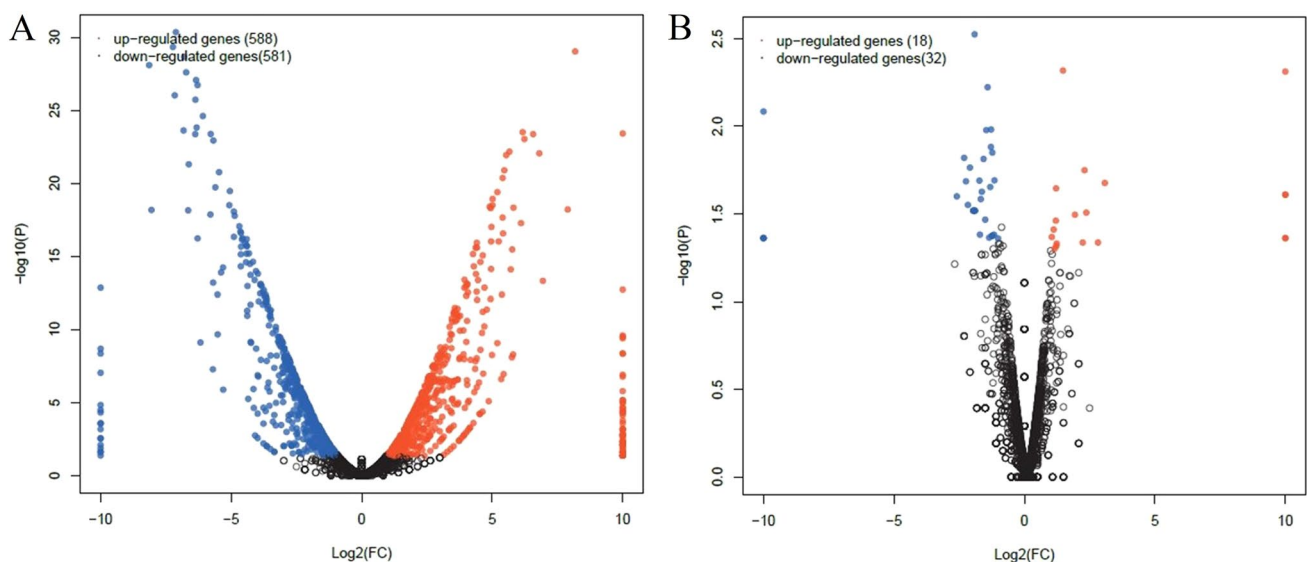 A
up-regulated genes (588)
down-regulated genes(581)
30
25
20
15
10
5
0
-log10(P)
-10
-5
0
5
10
Log2(FC)
B
up-regulated genes (18)
down-regulated genes(32)
2.5
2.0
1.5
1.0
0.5
0.0
-log10(P)
-10
-5
0
5
10
Log2(FC)